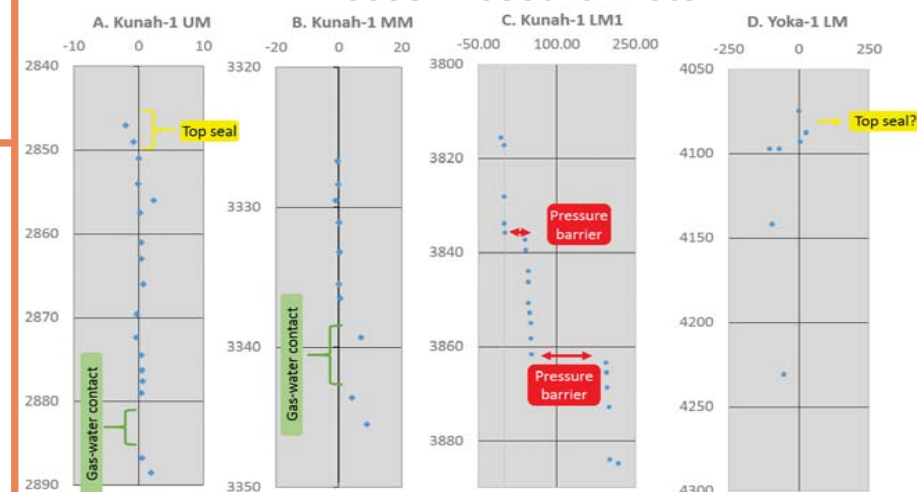 A. Kunah-1 UM
-10 0 10
2840
2850
2860
2870
2880
2890
Top seal
Gas-water contact
B. Kunah-1 MM
-20 0 20
3320
3330
3340
3350
Gas-water contact
C. Kunah-1 LM1
-50.00 100.00 250.00
3800
3820
3840
3860
3880
Pressure
barrier
Pressure
barrier
D. Yoka-1 LM
-250 0 250
4050
4100
4150
4200
4250
4300
Top seal?